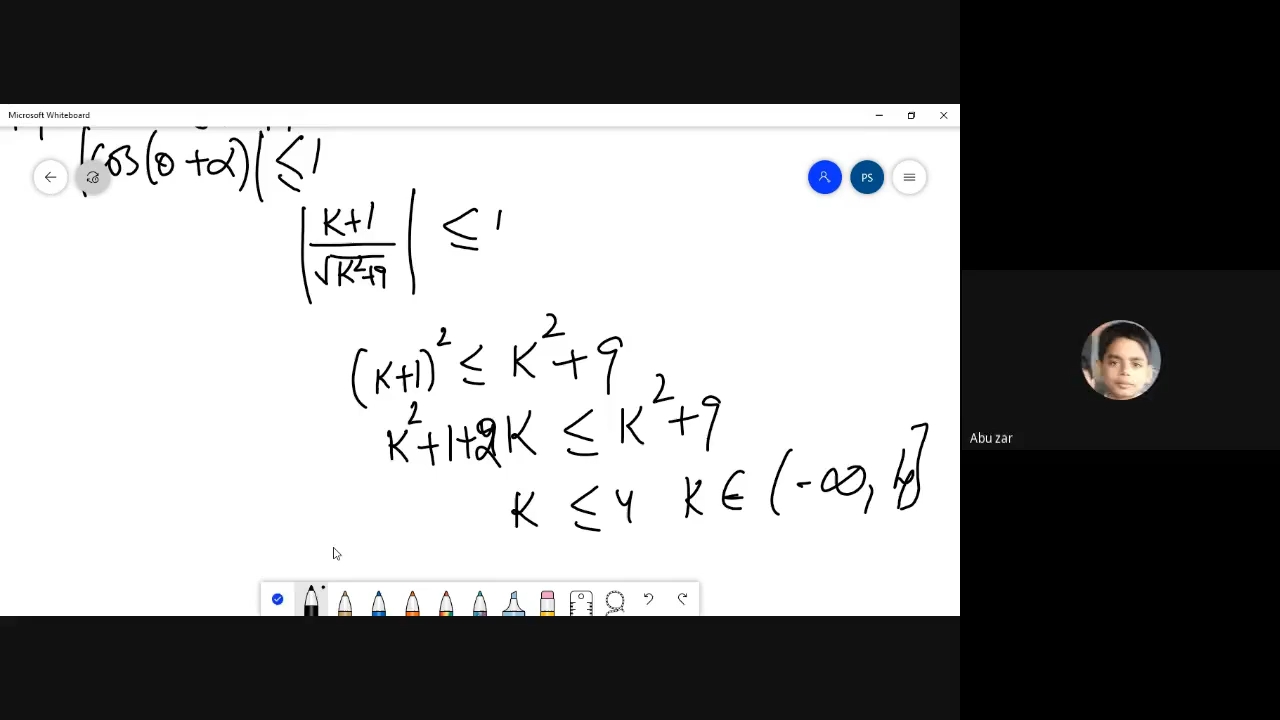 Microsoft Whiteboard
|cos(θ+α)| ≤ 1
PS
|K+1/√K²+9| ≤ 1
(K+1)² ≤ K²+9
K²+1+2K ≤ K²+9
K ≤ 4 K ∈ (-∞, 4]
Abu zar